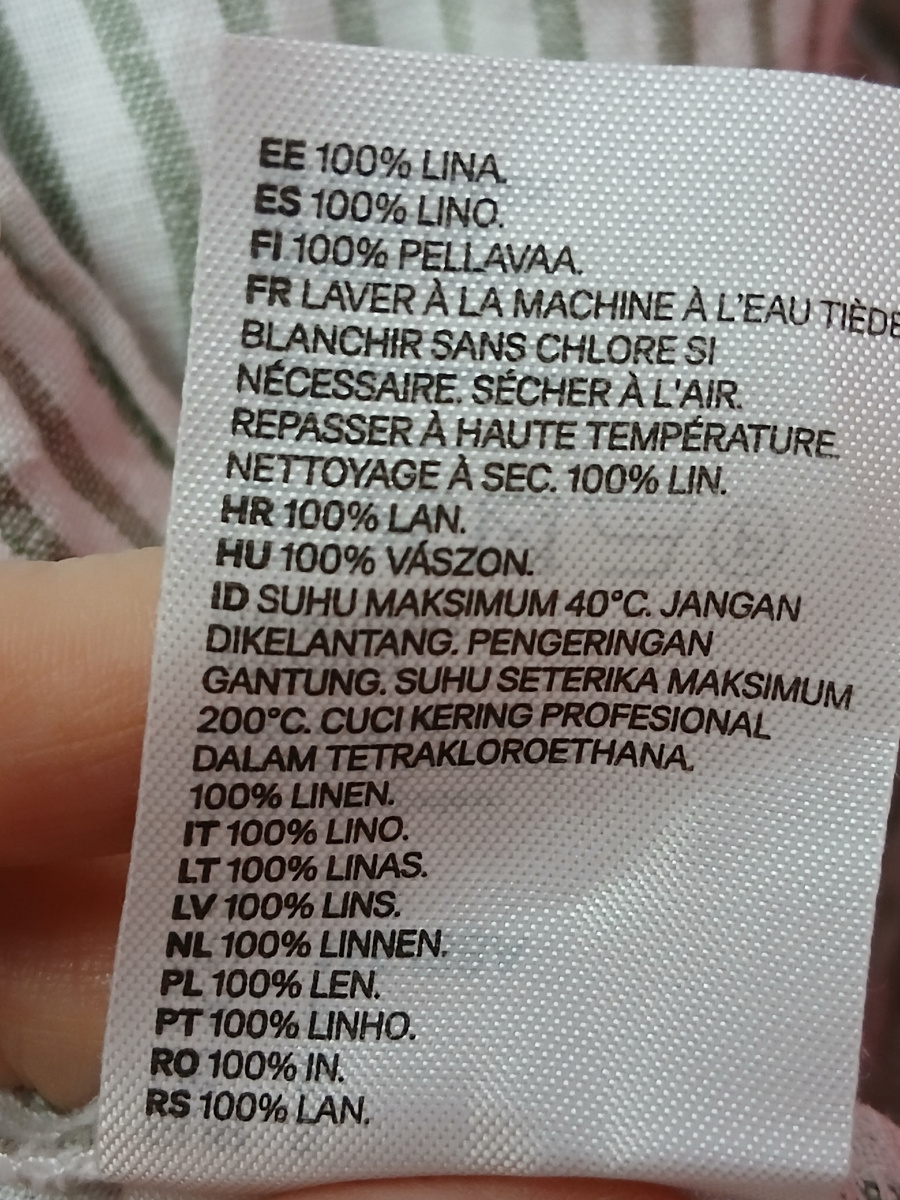 EE 100% LINA.
ES 100% LINO.
FI 100% PELLAVAA.
FR LAVER À LA MACHINE À L'EAU TIÈDE
BLANCHIR SANS CHLORE SI
NÉCESSAIRE. SÉCHER À L'AIR.
REPASSER À HAUTE TEMPÉRATURE.
NETTOYAGE À SEC. 100% LIN.
HR 100% LAN.
HU 100% VÁSZON.
ID SUHU MAKSIMUM 40°C. JANGAN
DIKELANTANG. PENGERINGAN
GANTUNG. SUHU SETERIKA MAKSIMUM
200°C. CUCI KERING PROFESIONAL
DALAM TETRAKLOROETHANA.
100% LINEN.
IT 100% LINO.
LT 100% LINAS.
LV 100% LINS.
NL 100% LINNEN.
PL 100% LEN.
PT 100% LINHO.
RO 100% IN.
RS 100% LAN.